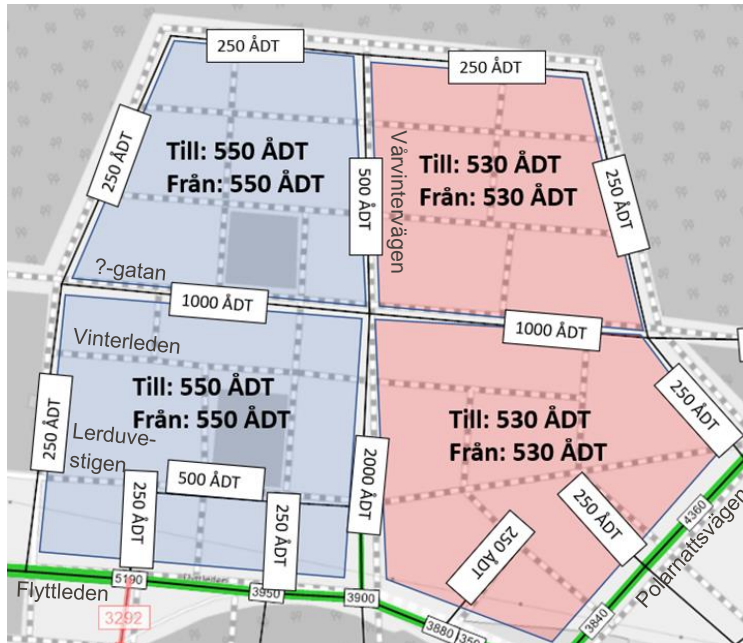 250 ÅDT
250 ÅDT
250 ÅDT
Till: 550 ÅDT
Från: 550 ÅDT
500 ÅDT
Vårvintervägen
Till: 530 ÅDT
Från: 530 ÅDT
250 ÅDT
?-gatan
1000 ÅDT
1000 ÅDT
Vinterleden
Till: 550 ÅDT
Från: 550 ÅDT
250 ÅDT
Lerduve-
stigen
500 ÅDT
250 ÅDT
250 ÅDT
2000 ÅDT
Till: 530 ÅDT
Från: 530 ÅDT
250 ÅDT
250 ÅDT
250 ÅDT
4360
Polarnattsvägen
Flyttleden
5190
3292
3950
3900
3880
3840